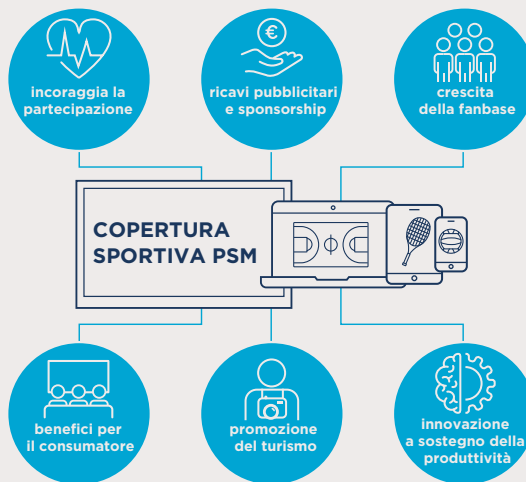 €
incoraggia la
partecipazione
ricavi pubblicitari
e sponsorship
crescita
della fanbase
COPERTURA
SPORTIVA PSM
benefici per
il consumatore
promozione
del turismo
innovazione
a sostegno della
produttività